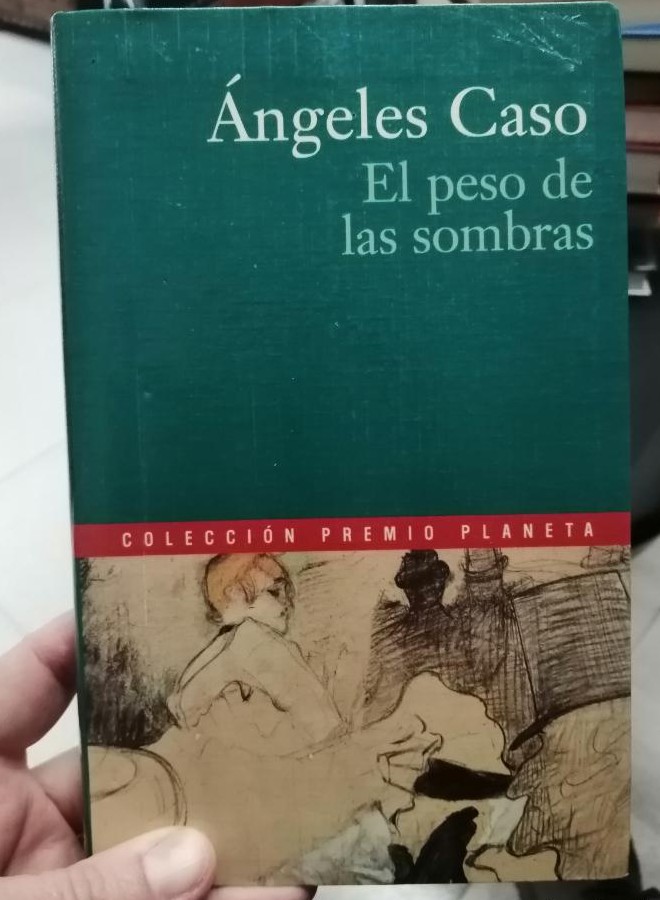 Ángeles Caso
El peso de
las sombras
COLECCIÓN PREMIO PLANETA